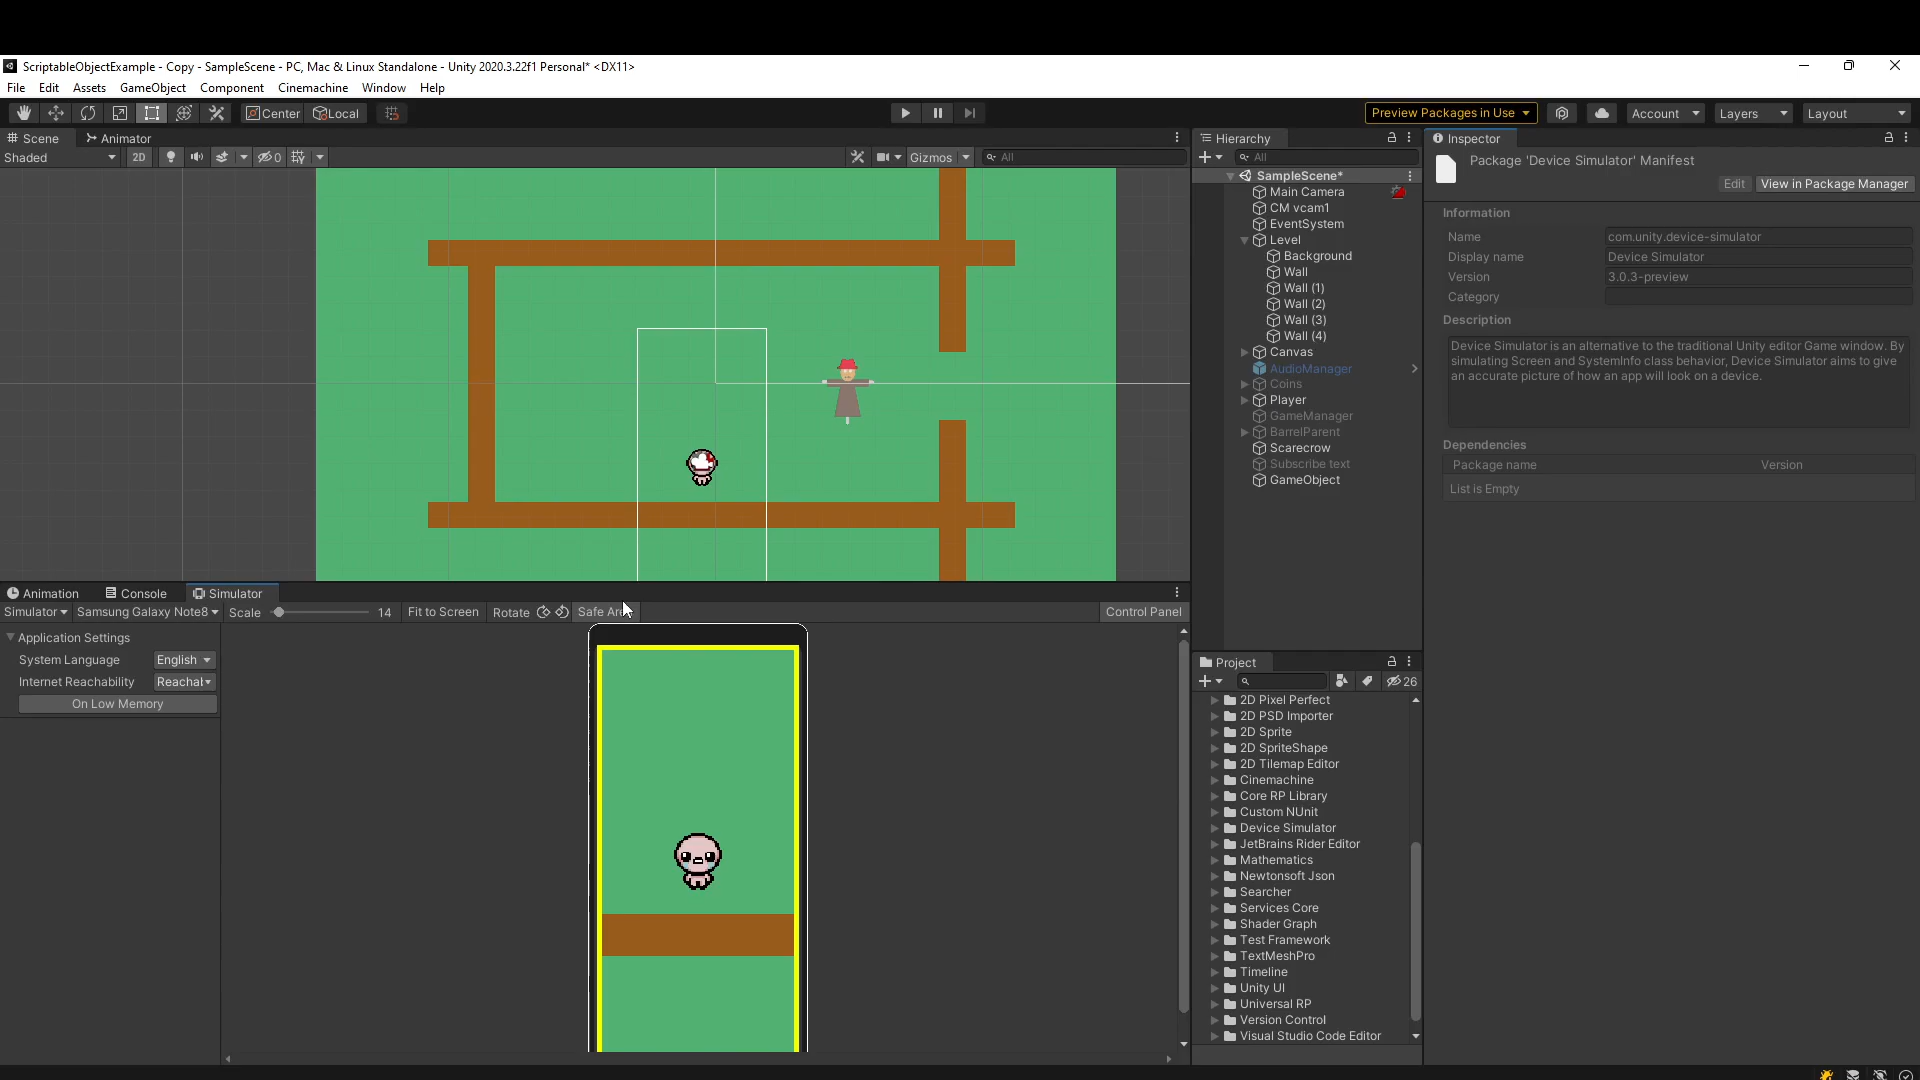 ScriptableObjectExample - Copy - SampleScene - PC, Mac & Linux Standalone - Unity 2020.3.22f1 Personal* <DX11>
File Edit Assets GameObject Component Cinemachine Window Help
Center Local Preview Packages in Use Account Layers Layout
Scene Animator
Shaded 2D 0 Gizmos All
Hierarchy
All
SampleScene*
Main Camera
CM vcam1
EventSystem
Level
Background
Wall
Wall (1)
Wall (2)
Wall (3)
Wall (4)
Canvas
AudioManager
Coins
Player
GameManager
BarrelParent
Scarecrow
Subscribe text
GameObject
Inspector
Package 'Device Simulator' Manifest
Edit View in Package Manager
Information
Name com.unity.device-simulator
Display name Device Simulator
Version 3.0.3-preview
Category
Description
Device Simulator is an alternative to the traditional Unity editor Game window. By
simulating Screen and SystemInfo class behavior, Device Simulator aims to give
an accurate picture of how an app will look on a device.
Dependencies
Package name Version
List is Empty
Animation Console Simulator
Simulator Samsung Galaxy Note8 Scale 14 Fit to Screen Rotate Safe Control Panel
Application Settings
System Language English
Internet Reachability
On Low Memory
Project
26
2D Pixel Perfect
2D PSD Importer
2D Sprite
2D SpriteShape
2D Tilemap Editor
Cinemachine
Core RP Library
Custom NUnit
Device Simulator
JetBrains Rider Editor
Mathematics
Newtonsoft Json
Searcher
Services Core
Shader Graph
Test Framework
TextMeshPro
Timeline
Unity UI
Universal RP
Version Control
Visual Studio Code Editor